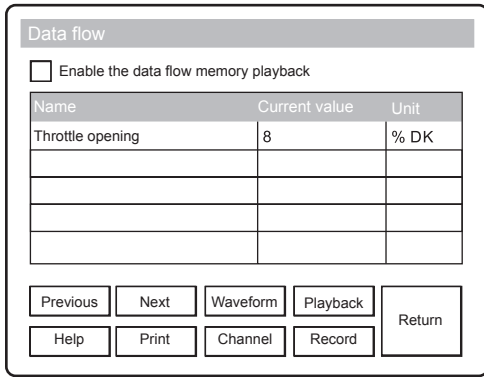 Data flow
Enable the data flow memory playback
Name Current value Unit
Throttle opening 8 % DK
Previous Next Waveform Playback Return
Help Print Channel Record